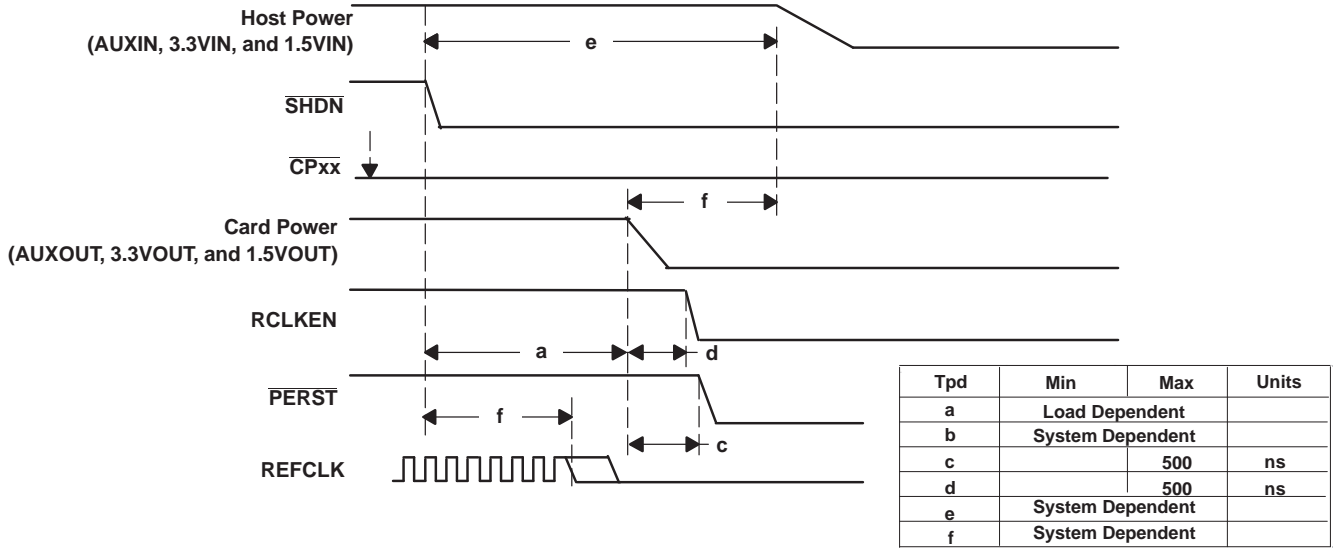 Host Power
(AUXIN, 3.3VIN, and 1.5VIN)
e
SHDN
CPxx
f
Card Power
(AUXOUT, 3.3VOUT, and 1.5VOUT)
RCLKEN
a
d
PERST
f
c
REFCLK
Tpd Min Max Units
a Load Dependent
b System Dependent
c 500 ns
d 500 ns
e System Dependent
f System Dependent